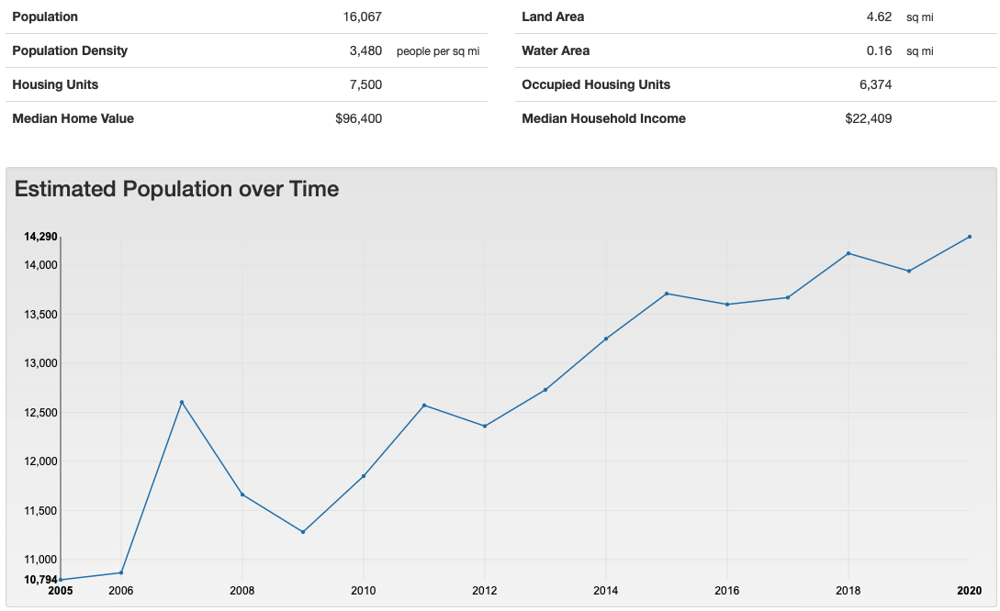 Population 16,067
Land Area 4.62 sq mi
Population Density 3,480 people per sq mi
Water Area 0.16 sq mi
Housing Units 7,500
Occupied Housing Units 6,374
Median Home Value $96,400
Median Household Income $22,409
Estimated Population over Time
14,290
14,000
13,500
13,000
12,500
12,000
11,500
11,000
10,794
2005 2006 2008 2010 2012 2014 2016 2018 2020